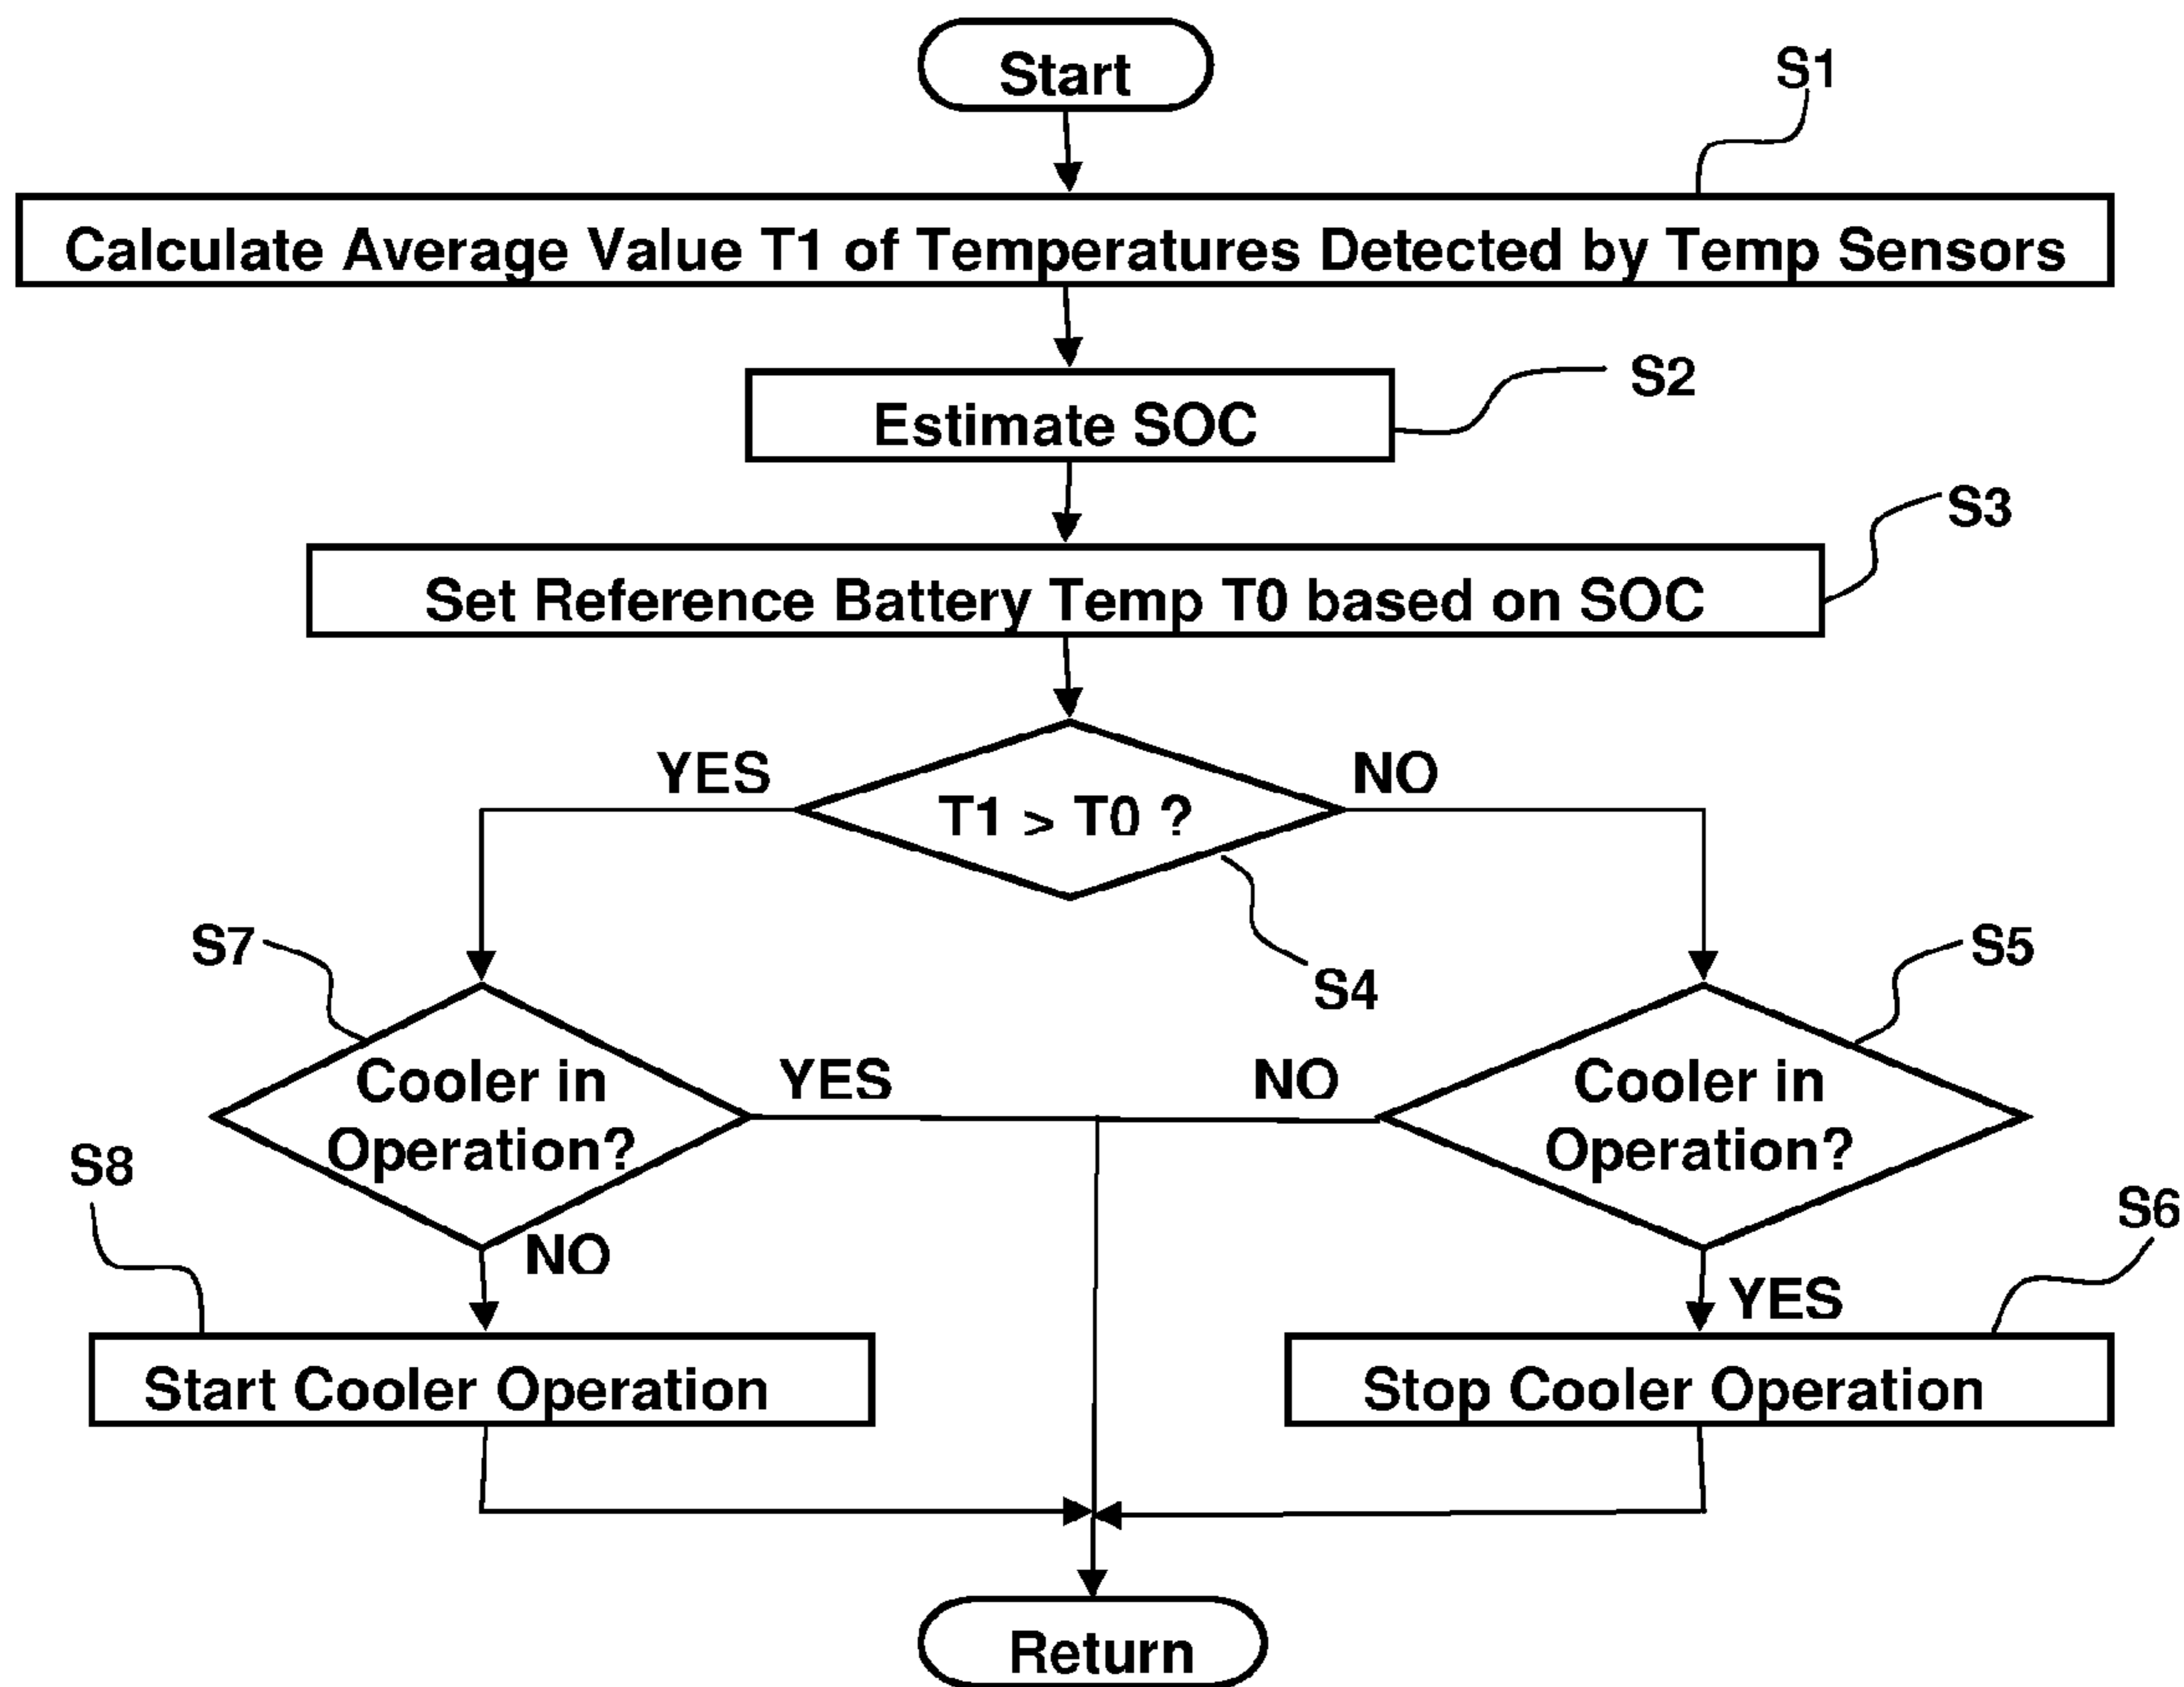 Start
S1
Calculate Average Value T1 of Temperatures Detected by Temp Sensors
S2
Estimate SOC
S3
Set Reference Battery Temp T0 based on SOC
YES
NO
T1 > T0 ?
S7
S4
S5
Cooler in
Operation?
YES
NO
Cooler in
Operation?
S8
S6
NO
YES
Start Cooler Operation
Stop Cooler Operation
Return